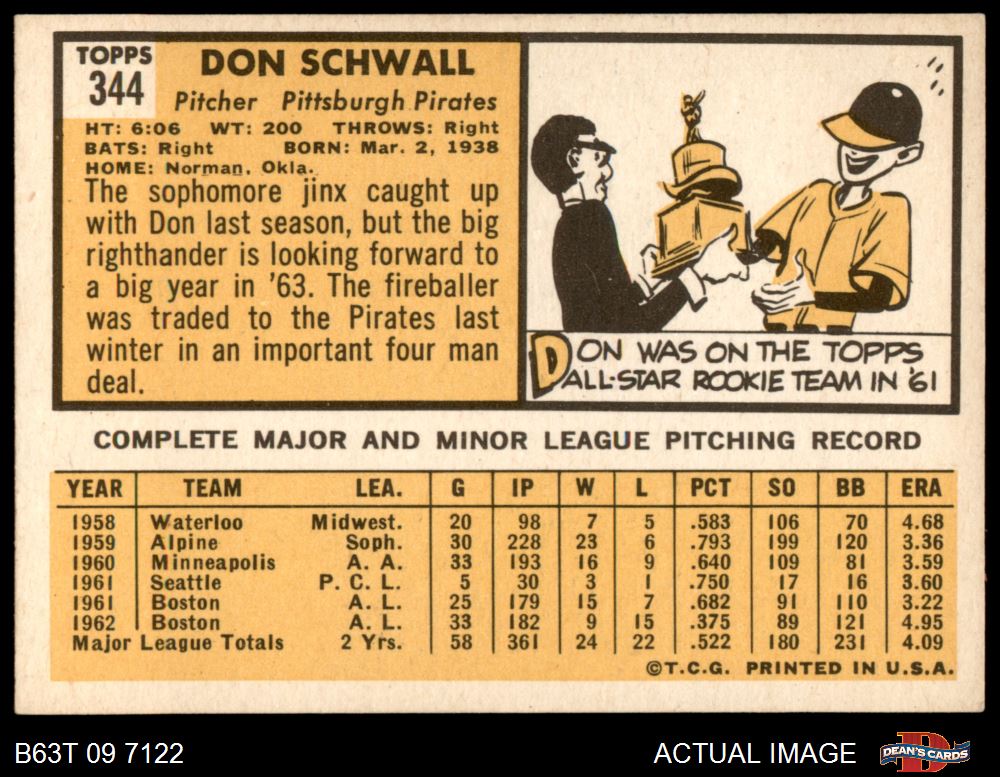 TOPPS
344
DON SCHWALL
Pitcher Pittsburgh Pirates
HT: 6:06 WT: 200 THROWS: Right
BATS: Right BORN: Mar. 2, 1938
HOME: Norman, Okla.
The sophomore jinx caught up
with Don last season, but the big
righthander is looking forward to
a big year in '63. The fireballer
was traded to the Pirates last
winter in an important four man
deal.
DON WAS ON THE TOPPS
ALL-STAR ROOKIE TEAM IN '61
COMPLETE MAJOR AND MINOR LEAGUE PITCHING RECORD
YEAR TEAM LEA. G IP W L PCT SO BB ERA
1958 Waterloo Midwest. 20 98 7 5 .583 106 70 4.68
1959 Alpine Soph. 30 228 23 6 .793 199 120 3.36
1960 Minneapolis A. A. 33 193 16 9 .640 109 81 3.59
1961 Seattle P. C. L. 5 30 3 1 .750 17 16 3.60
1961 Boston A. L. 25 179 15 7 .682 91 110 3.22
1962 Boston A. L. 33 182 9 15 .375 89 121 4.95
Major League Totals 2 Yrs. 58 361 24 22 .522 180 231 4.09
©T.C.G. PRINTED IN U.S.A.
B63T 09 7122
ACTUAL IMAGE
DEAN'S CARDS